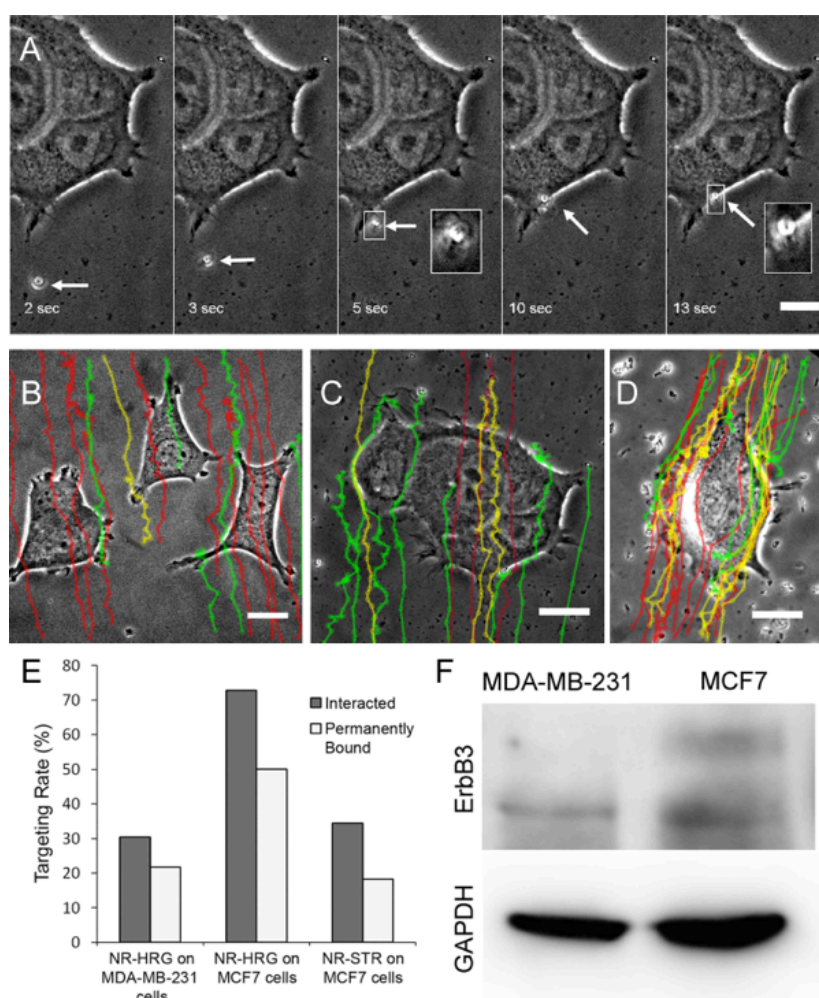 A
2 sec
3 sec
5 sec
10 sec
13 sec
B
C
D
E
Targeting Rate (%)
80
70
60
50
40
30
20
10
0
Interacted
Permanently
Bound
NR-HRG on
MDA-MB-231
cells
NR-HRG on
MCF7 cells
NR-STR on
MCF7 cells
F
MDA-MB-231
MCF7
ErbB3
GAPDH